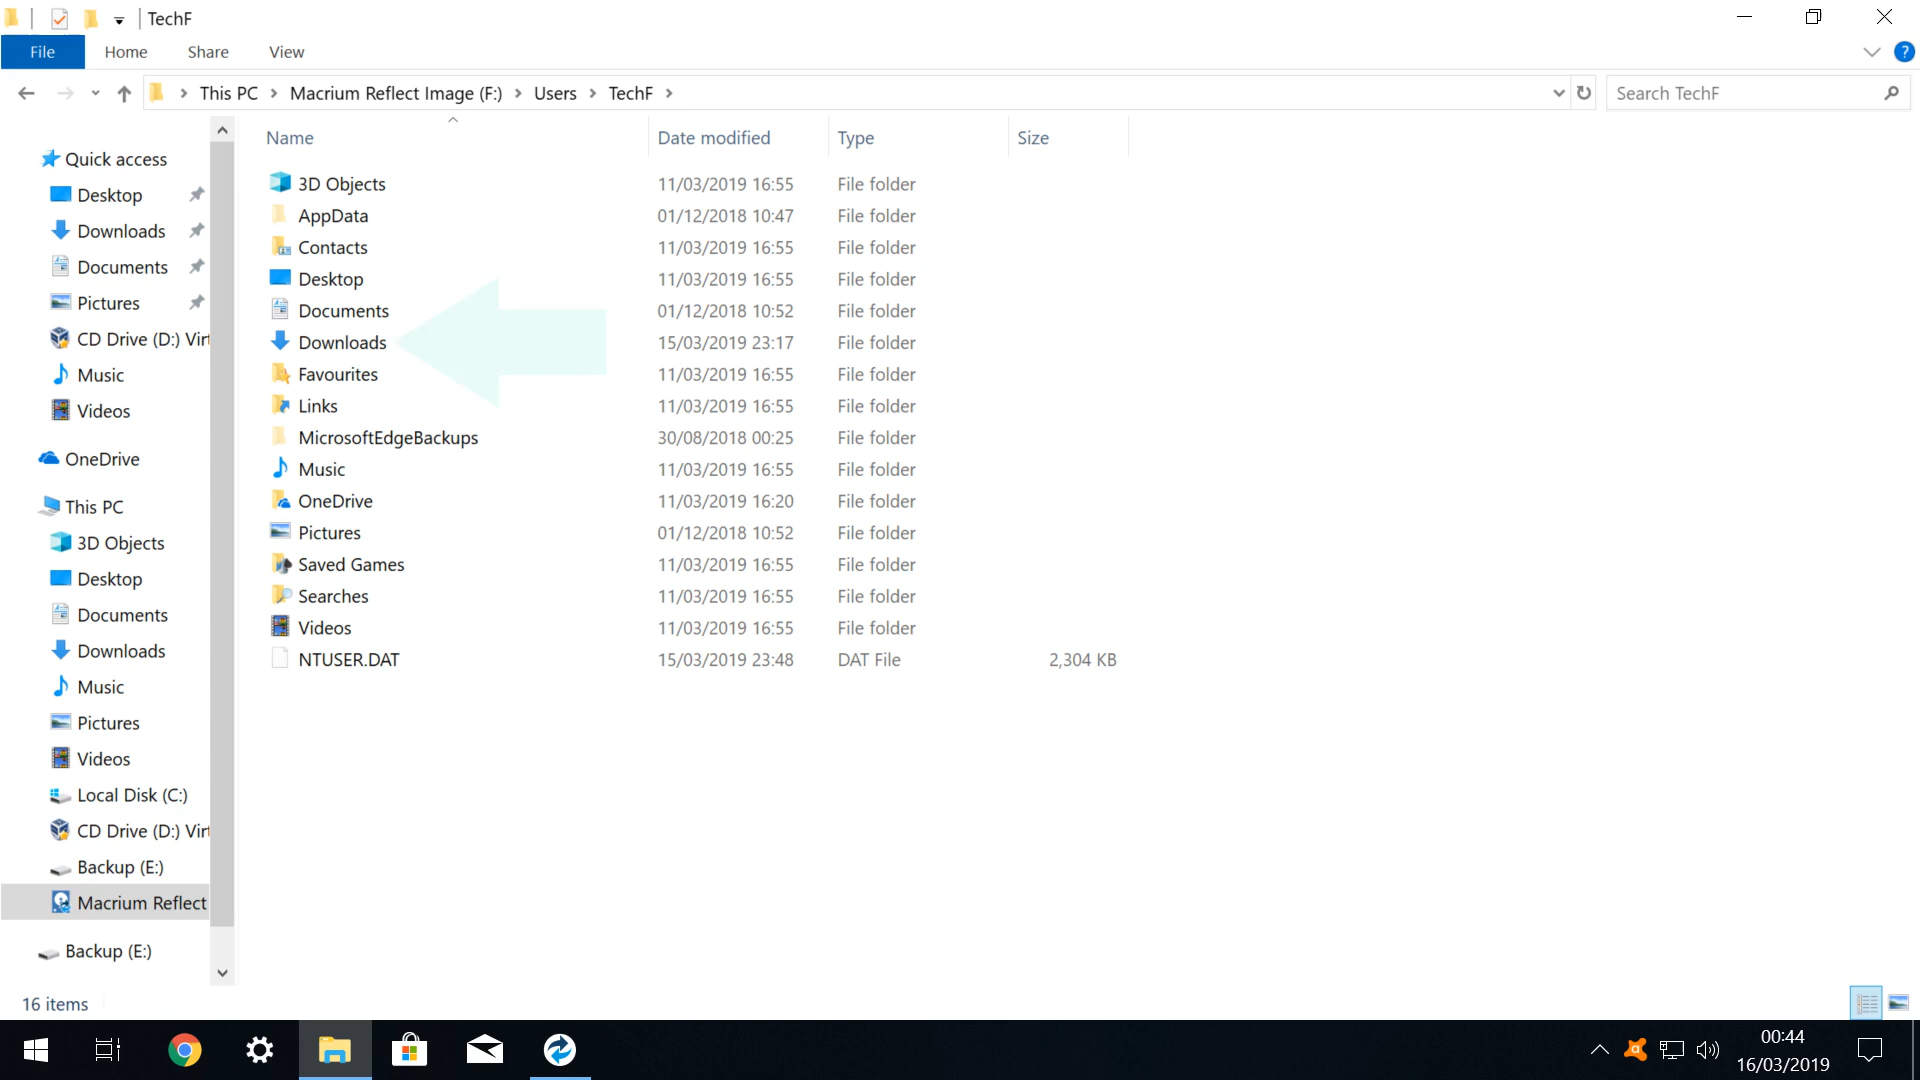 TechF
File Home Share View
This PC Macrium Reflect Image (F:) Users TechF Search TechF
Name Date modified Type Size
Quick access
Desktop
Downloads
Documents
Pictures
CD Drive (D:) Virt
Music
Videos
OneDrive
This PC
3D Objects
Desktop
Documents
Downloads
Music
Pictures
Videos
Local Disk (C:)
CD Drive (D:) Virt
Backup (E:)
Macrium Reflect
Backup (E:)
3D Objects 11/03/2019 16:55 File folder
AppData 01/12/2018 10:47 File folder
Contacts 11/03/2019 16:55 File folder
Desktop 11/03/2019 16:55 File folder
Documents 01/12/2018 10:52 File folder
Downloads 15/03/2019 23:17 File folder
Favourites 11/03/2019 16:55 File folder
Links 11/03/2019 16:55 File folder
MicrosoftEdgeBackups 30/08/2018 00:25 File folder
Music 11/03/2019 16:55 File folder
OneDrive 11/03/2019 16:20 File folder
Pictures 01/12/2018 10:52 File folder
Saved Games 11/03/2019 16:55 File folder
Searches 11/03/2019 16:55 File folder
Videos 11/03/2019 16:55 File folder
NTUSER.DAT 15/03/2019 23:48 DAT File 2,304 KB
16 items
00:44
16/03/2019